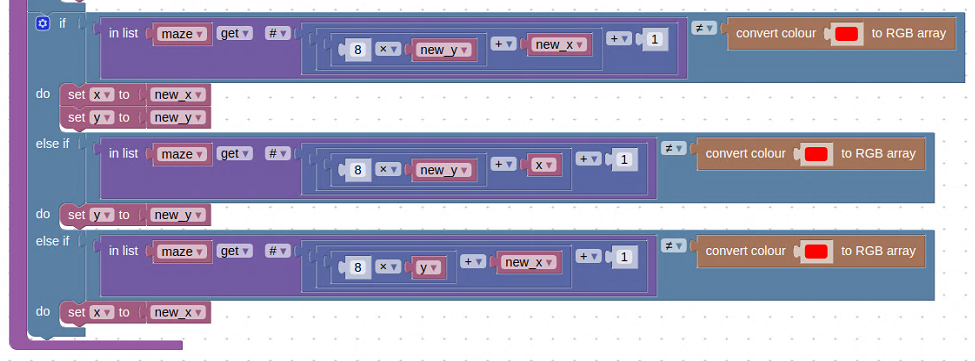 if in list maze ▾ get ▾ # ▾ 8 × ▾ new_y ▾ + ▾ new_x ▾ + ▾ 1 ≠ ▾ convert colour to RGB array
do set x ▾ to new_x ▾
set y ▾ to new_y ▾
else if in list maze ▾ get ▾ # ▾ 8 × ▾ new_y ▾ + ▾ x ▾ + ▾ 1 ≠ ▾ convert colour to RGB array
do set y ▾ to new_y ▾
else if in list maze ▾ get ▾ # ▾ 8 × ▾ y ▾ + ▾ new_x ▾ + ▾ 1 ≠ ▾ convert colour to RGB array
do set x ▾ to new_x ▾